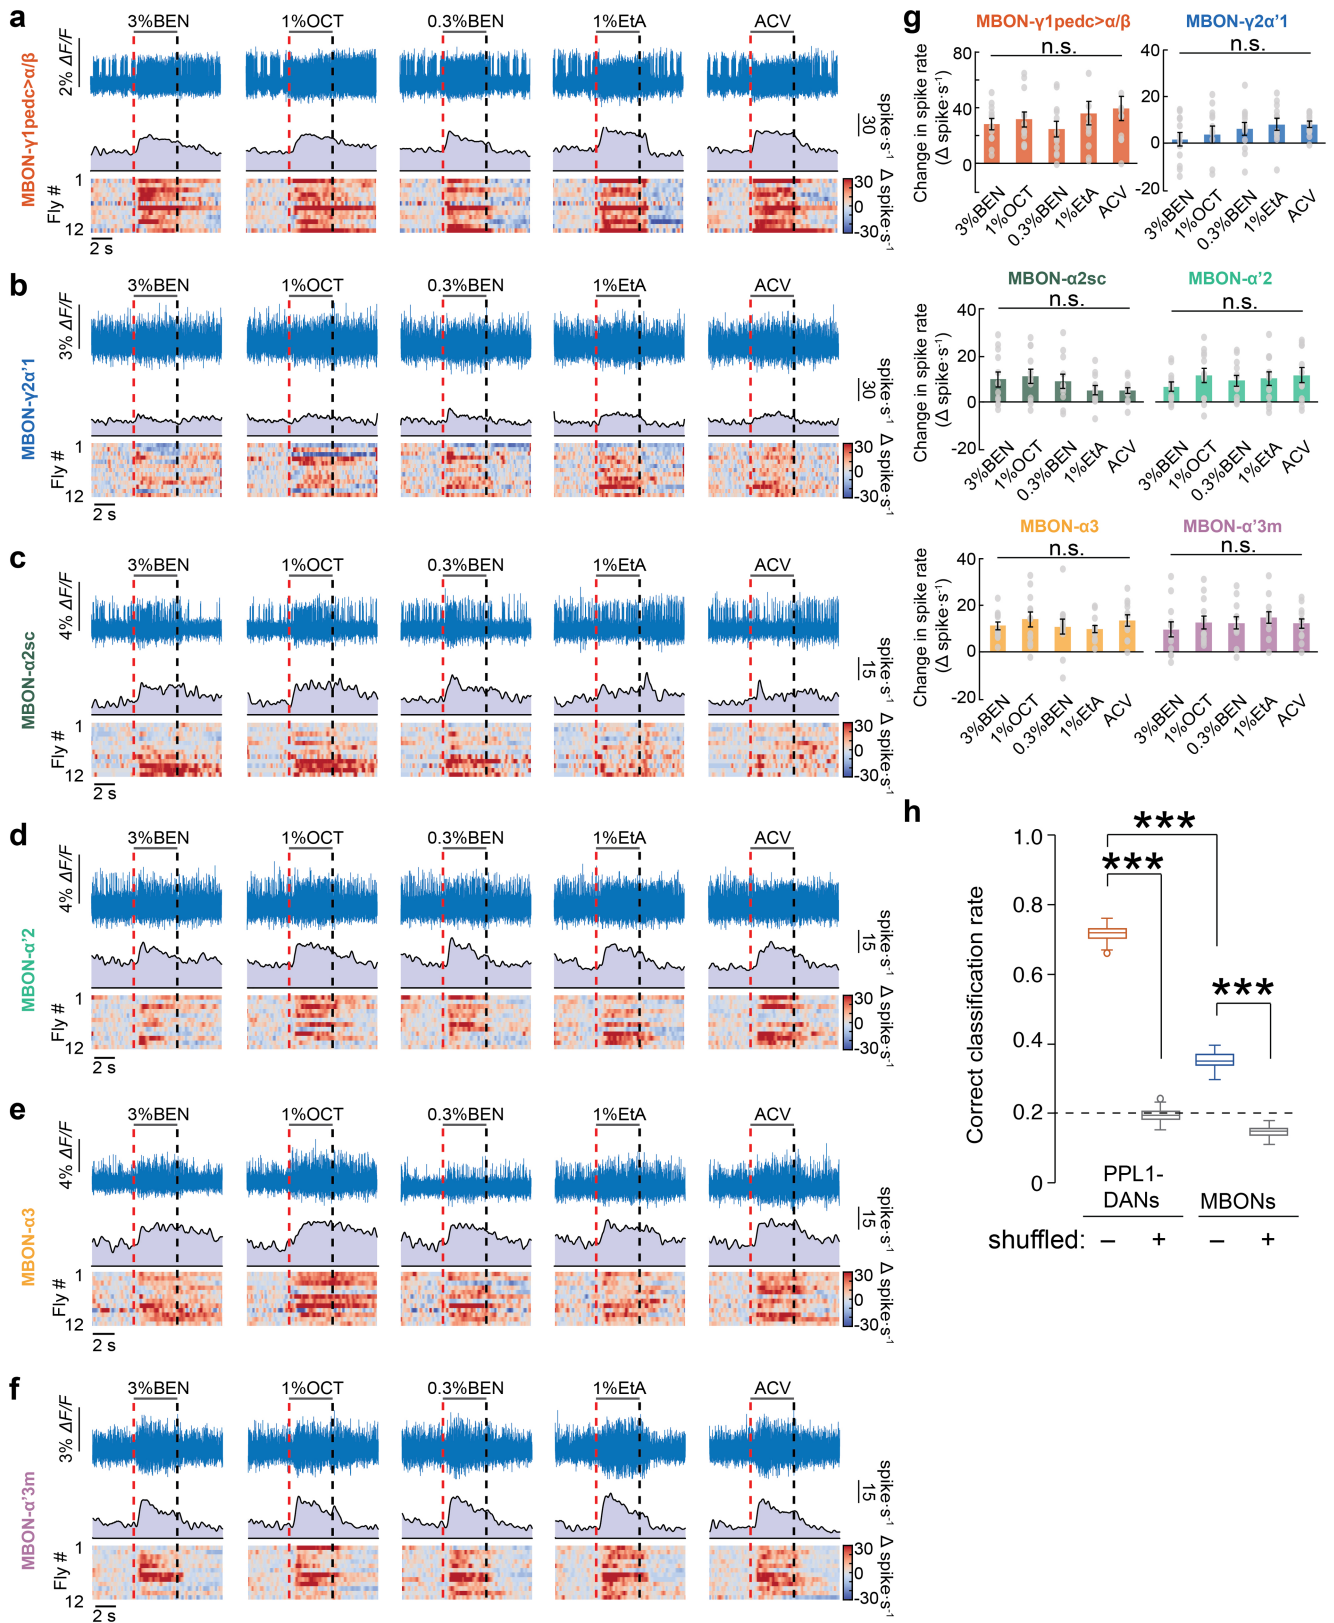 a
3%BEN 1%OCT 0.3%BEN 1%EtA ACV
MBON-γ1pedc>α/β
2% ΔF/F
30
spike·s⁻¹
Fly #
1
12
30
0
-30
Δ spike·s⁻¹
2 s
b
3%BEN 1%OCT 0.3%BEN 1%EtA ACV
MBON-γ2α'1
3% ΔF/F
30
spike·s⁻¹
Fly #
1
12
30
0
-30
Δ spike·s⁻¹
2 s
c
3%BEN 1%OCT 0.3%BEN 1%EtA ACV
MBON-α2sc
4% ΔF/F
15
spike·s⁻¹
Fly #
1
12
30
0
-30
Δ spike·s⁻¹
2 s
d
3%BEN 1%OCT 0.3%BEN 1%EtA ACV
MBON-α'2
4% ΔF/F
15
spike·s⁻¹
Fly #
1
12
30
0
-30
Δ spike·s⁻¹
2 s
e
3%BEN 1%OCT 0.3%BEN 1%EtA ACV
MBON-α3
4% ΔF/F
15
spike·s⁻¹
Fly #
1
12
30
0
-30
Δ spike·s⁻¹
2 s
f
3%BEN 1%OCT 0.3%BEN 1%EtA ACV
MBON-α'3m
3% ΔF/F
15
spike·s⁻¹
Fly #
1
12
30
0
-30
Δ spike·s⁻¹
2 s
g
MBON-γ1pedc>α/β
n.s.
Change in spike rate
(Δ spike·s⁻¹)
80
40
0
3%BEN 1%OCT 0.3%BEN 1%EtA ACV
MBON-γ2α'1
n.s.
40
20
0
-20
3%BEN 1%OCT 0.3%BEN 1%EtA ACV
MBON-α2sc
n.s.
Change in spike rate
(Δ spike·s⁻¹)
40
20
0
-20
3%BEN 1%OCT 0.3%BEN 1%EtA ACV
MBON-α'2
n.s.
3%BEN 1%OCT 0.3%BEN 1%EtA ACV
MBON-α3
n.s.
Change in spike rate
(Δ spike·s⁻¹)
40
20
0
-20
3%BEN 1%OCT 0.3%BEN 1%EtA ACV
MBON-α'3m
n.s.
3%BEN 1%OCT 0.3%BEN 1%EtA ACV
h
Correct classification rate
1.0
0.8
0.6
0.4
0.2
0
***
***
***
PPL1-
DANs
MBONs
shuffled: – + – +